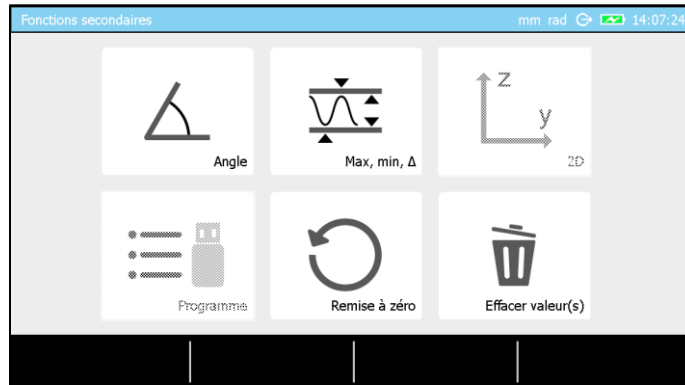 Fonctions secondaires
mm rad 14:07:24
Angle
Max, min, Δ
z
y
2D
Programme
Remise à zéro
Effacer valeur(s)